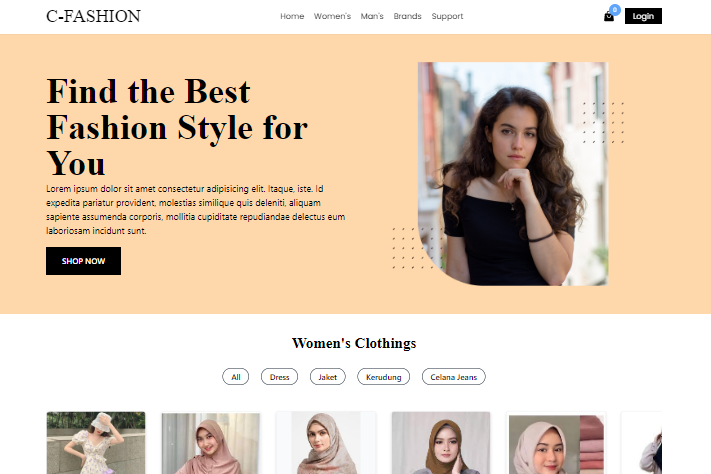 C-FASHION
Home Women's Man's Brands Support
0
Login
Find the Best
Fashion Style for
You
Lorem ipsum dolor sit amet consectetur adipisicing elit. Itaque, iste. Id
expedita pariatur provident, molestias similique quis deleniti, aliquam
sapiente assumenda corporis, mollitia cupiditate repudiandae delectus eum
laboriosam incidunt sunt.
SHOP NOW
Women's Clothings
All Dress Jaket Kerudung Celana Jeans